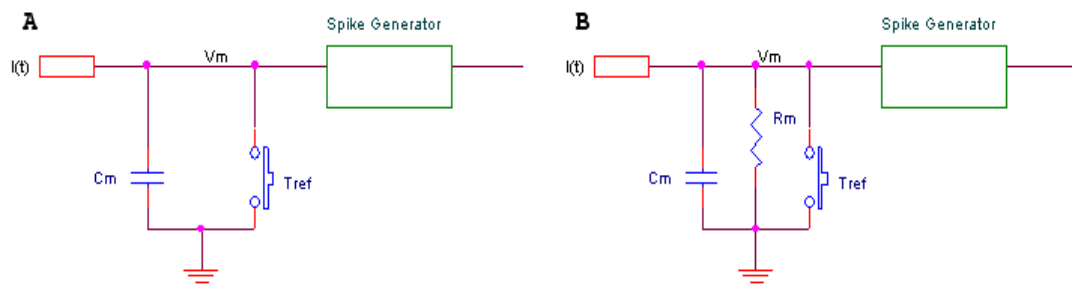 A
Spike Generator
I(t)
Vm
Cm
Tref
B
Spike Generator
I(t)
Vm
Rm
Cm
Tref